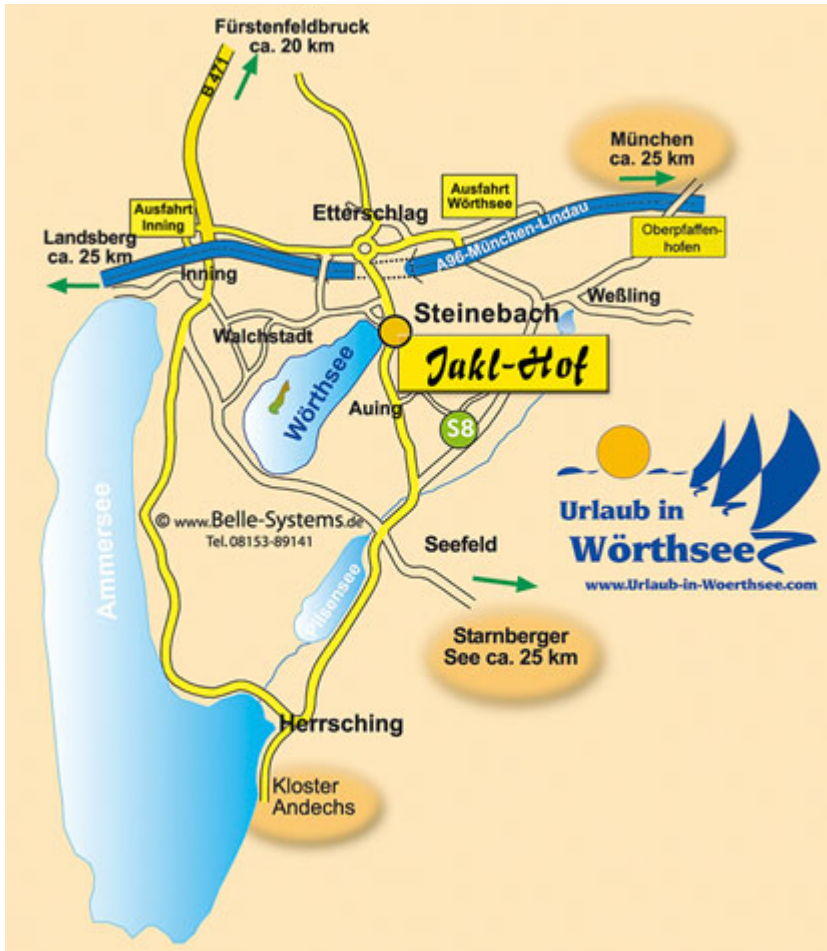 Fürstenfeldbruck
ca. 20 km
B 471
München
ca. 25 km
Ausfahrt
Inning
Etterschlag
Ausfahrt
Wörthsee
Landsberg
ca. 25 km
A96-München-Lindau
Oberpfaffen-
hofen
Inning
Weßling
Walchstadt
Steinebach
Jakl-Hof
Wörthsee
Auing
S8
Ammersee
© www.Belle-Systems.de
Tel. 08153-89141
Urlaub in
Wörthsee
www.Urlaub-in-Woerthsee.com
Seefeld
Pilsensee
Starnberger
See ca. 25 km
Herrsching
Kloster
Andechs